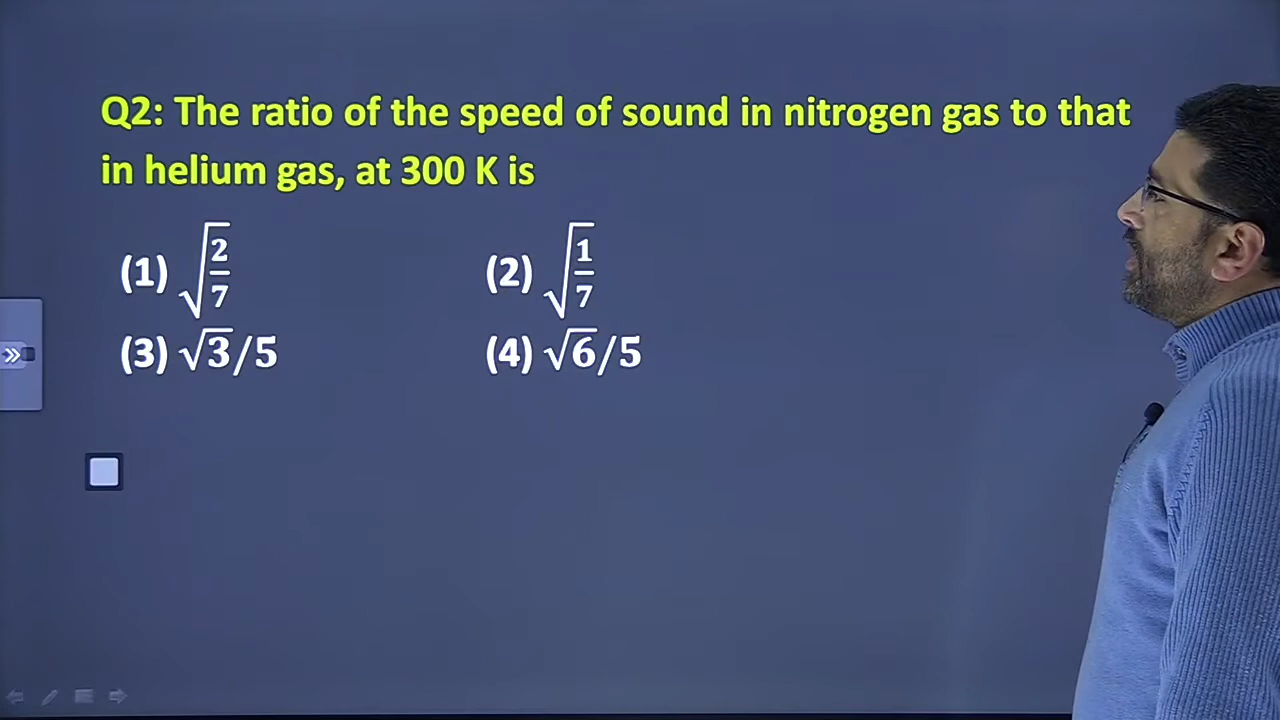 Q2: The ratio of the speed of sound in nitrogen gas to that
in helium gas, at 300 K is
(1) √(2/7) (2) √(1/7)
(3) √3/5 (4) √6/5